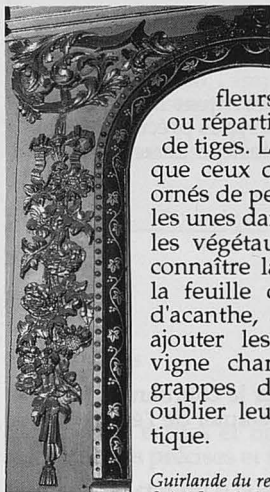 fleurs
ou réparti
de tiges. L
que ceux d
ornés de pe
les unes da
les végétau
connaître la
la feuille d
d'acanthe,
ajouter les
vigne char
grappes d
oublier leu
tique.
Guirlande du re